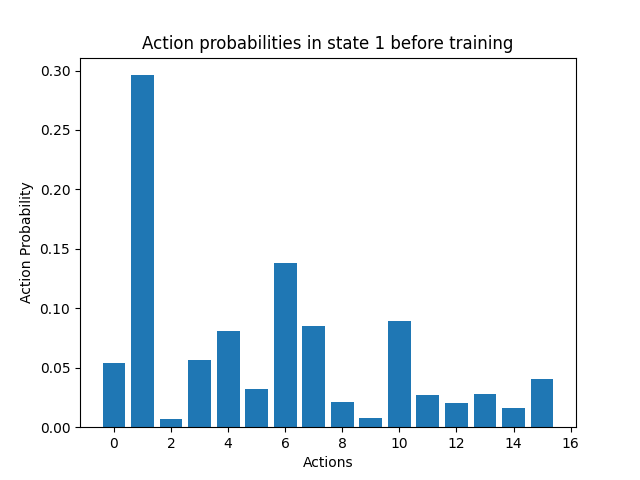 Action probabilities in state 1 before training
0.30
0.25
0.20
0.15
0.10
0.05
0.00
Action Probability
0 2 4 6 8 10 12 14 16
Actions